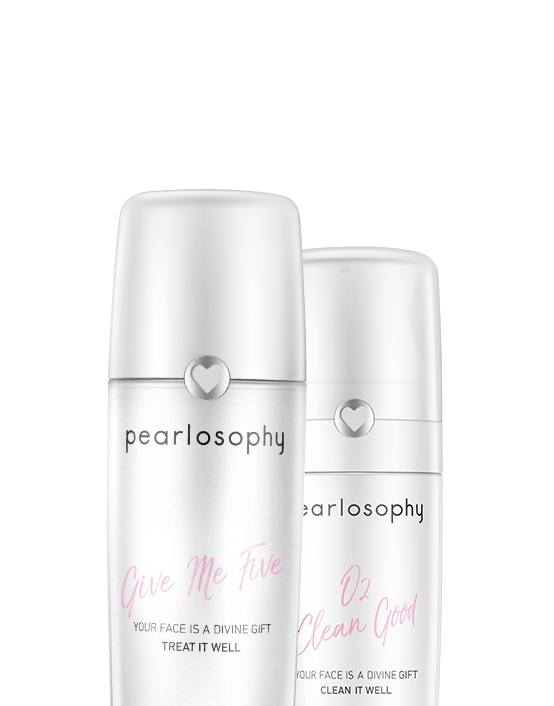 pearlosophy
Give Me Five
YOUR FACE IS A DIVINE GIFT
TREAT IT WELL
earlosophy
O2
Clean Good
YOUR FACE IS A DIVINE GIFT
CLEAN IT WELL